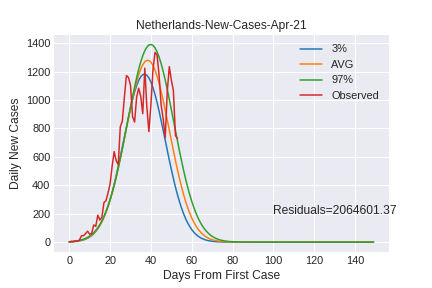 Netherlands-New-Cases-Apr-21
1400
1200
1000
800
600
400
200
0
Daily New Cases
3%
AVG
97%
Observed
Residuals=2064601.37
0 20 40 60 80 100 120 140
Days From First Case